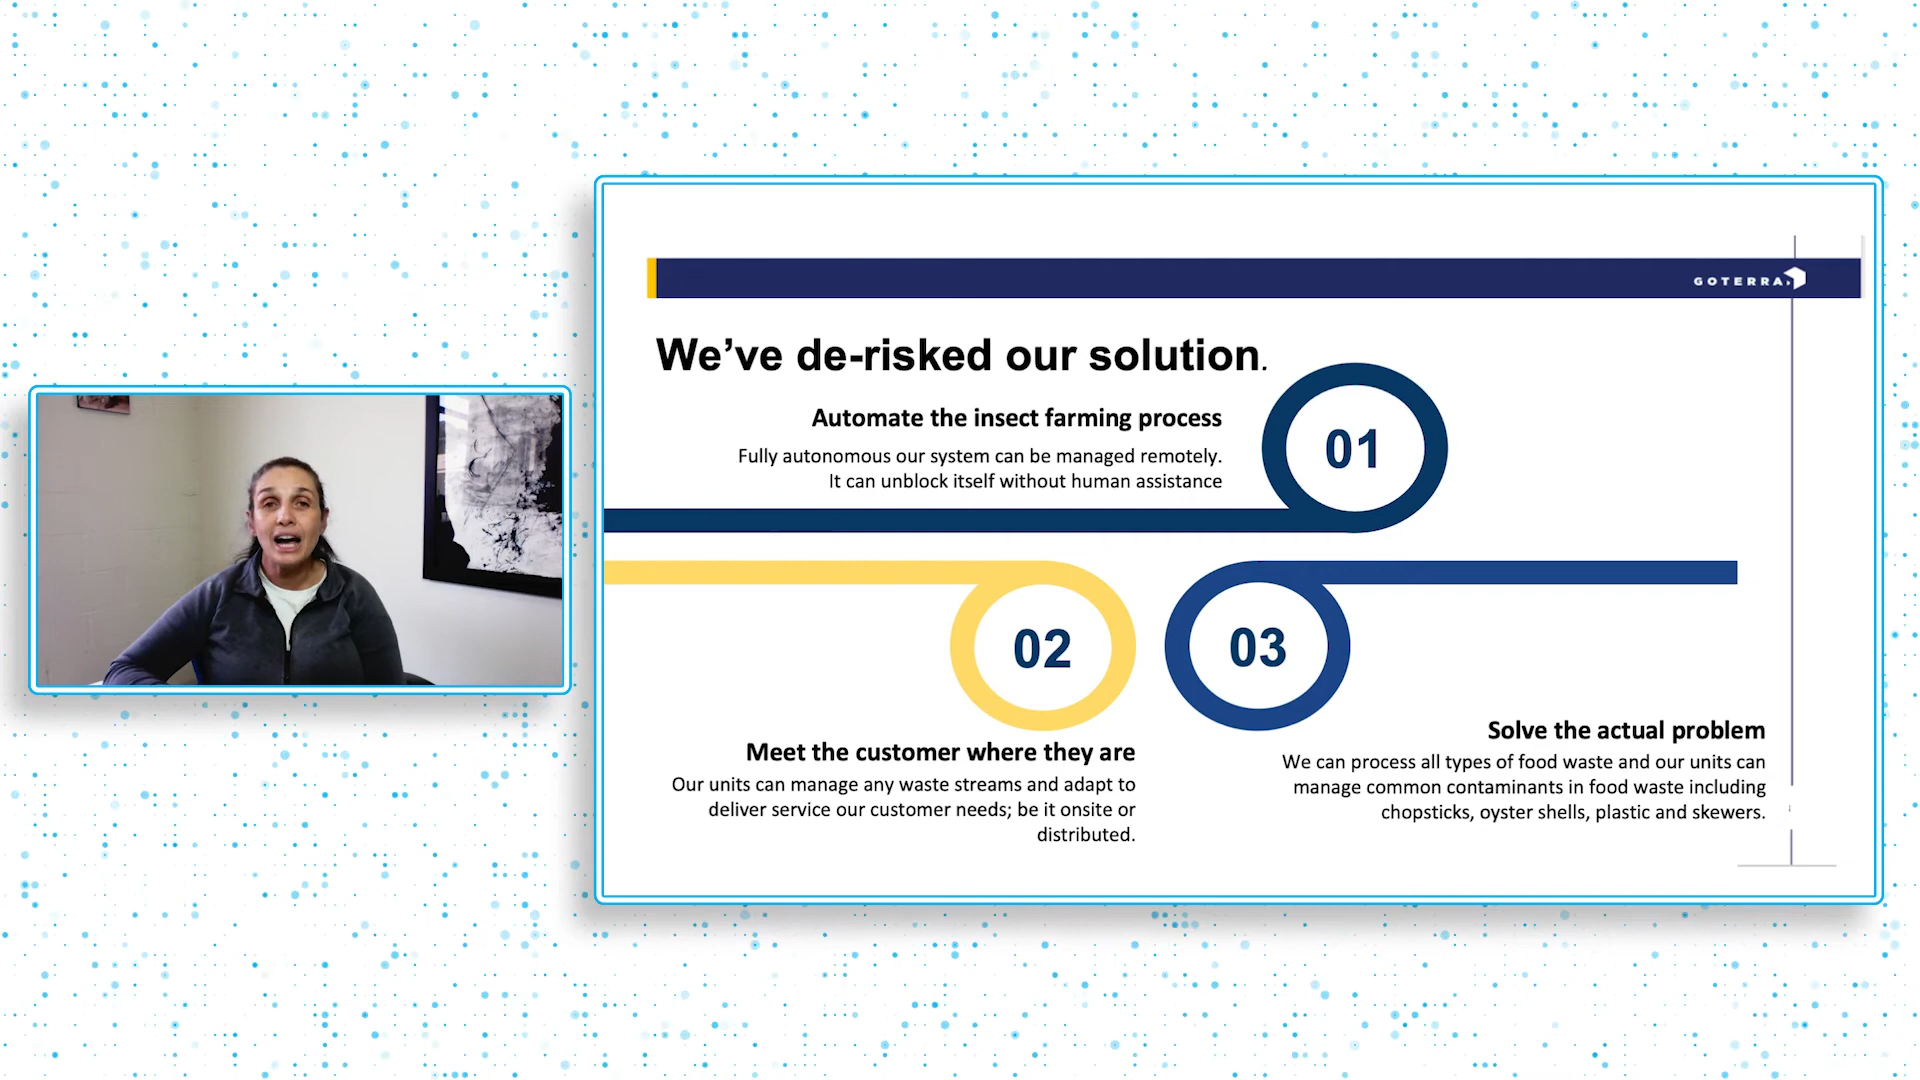 GOTERRA
We've de-risked our solution.
Automate the insect farming process
Fully autonomous our system can be managed remotely.
It can unblock itself without human assistance
01
02
03
Meet the customer where they are
Our units can manage any waste streams and adapt to
deliver service our customer needs; be it onsite or
distributed.
Solve the actual problem
We can process all types of food waste and our units can
manage common contaminants in food waste including
chopsticks, oyster shells, plastic and skewers.